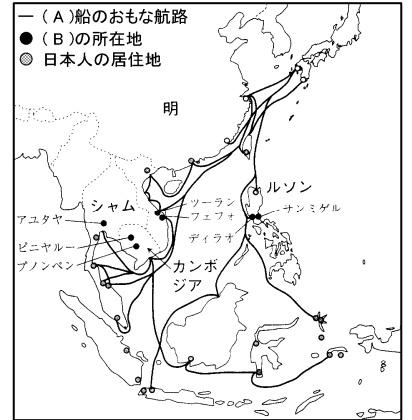 ─(A)船のおもな航路
●(B)の所在地
日本人の居住地
明
ルソン
シャム
ツーラン
フェフォ
サンミゲル
アユタヤ
ディラオ
ピニャルー
プノンペン
カンボ
ジア